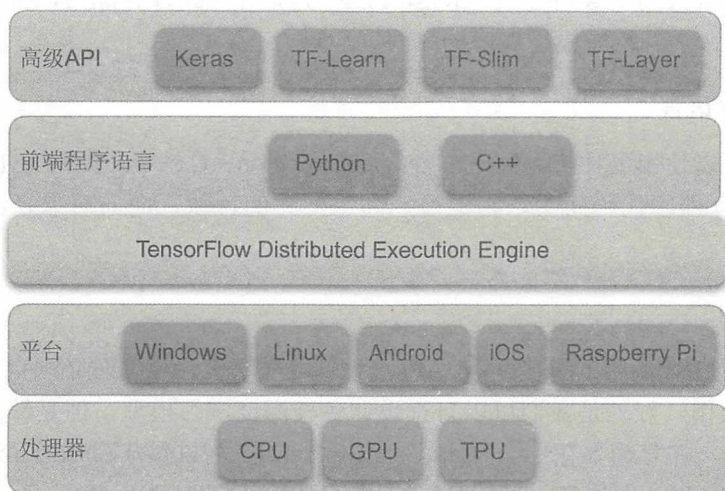 高级API Keras TF-Learn TF-Slim TF-Layer
前端程序语言 Python C++
TensorFlow Distributed Execution Engine
平台 Windows Linux Android iOS Raspberry Pi
处理器 CPU GPU TPU